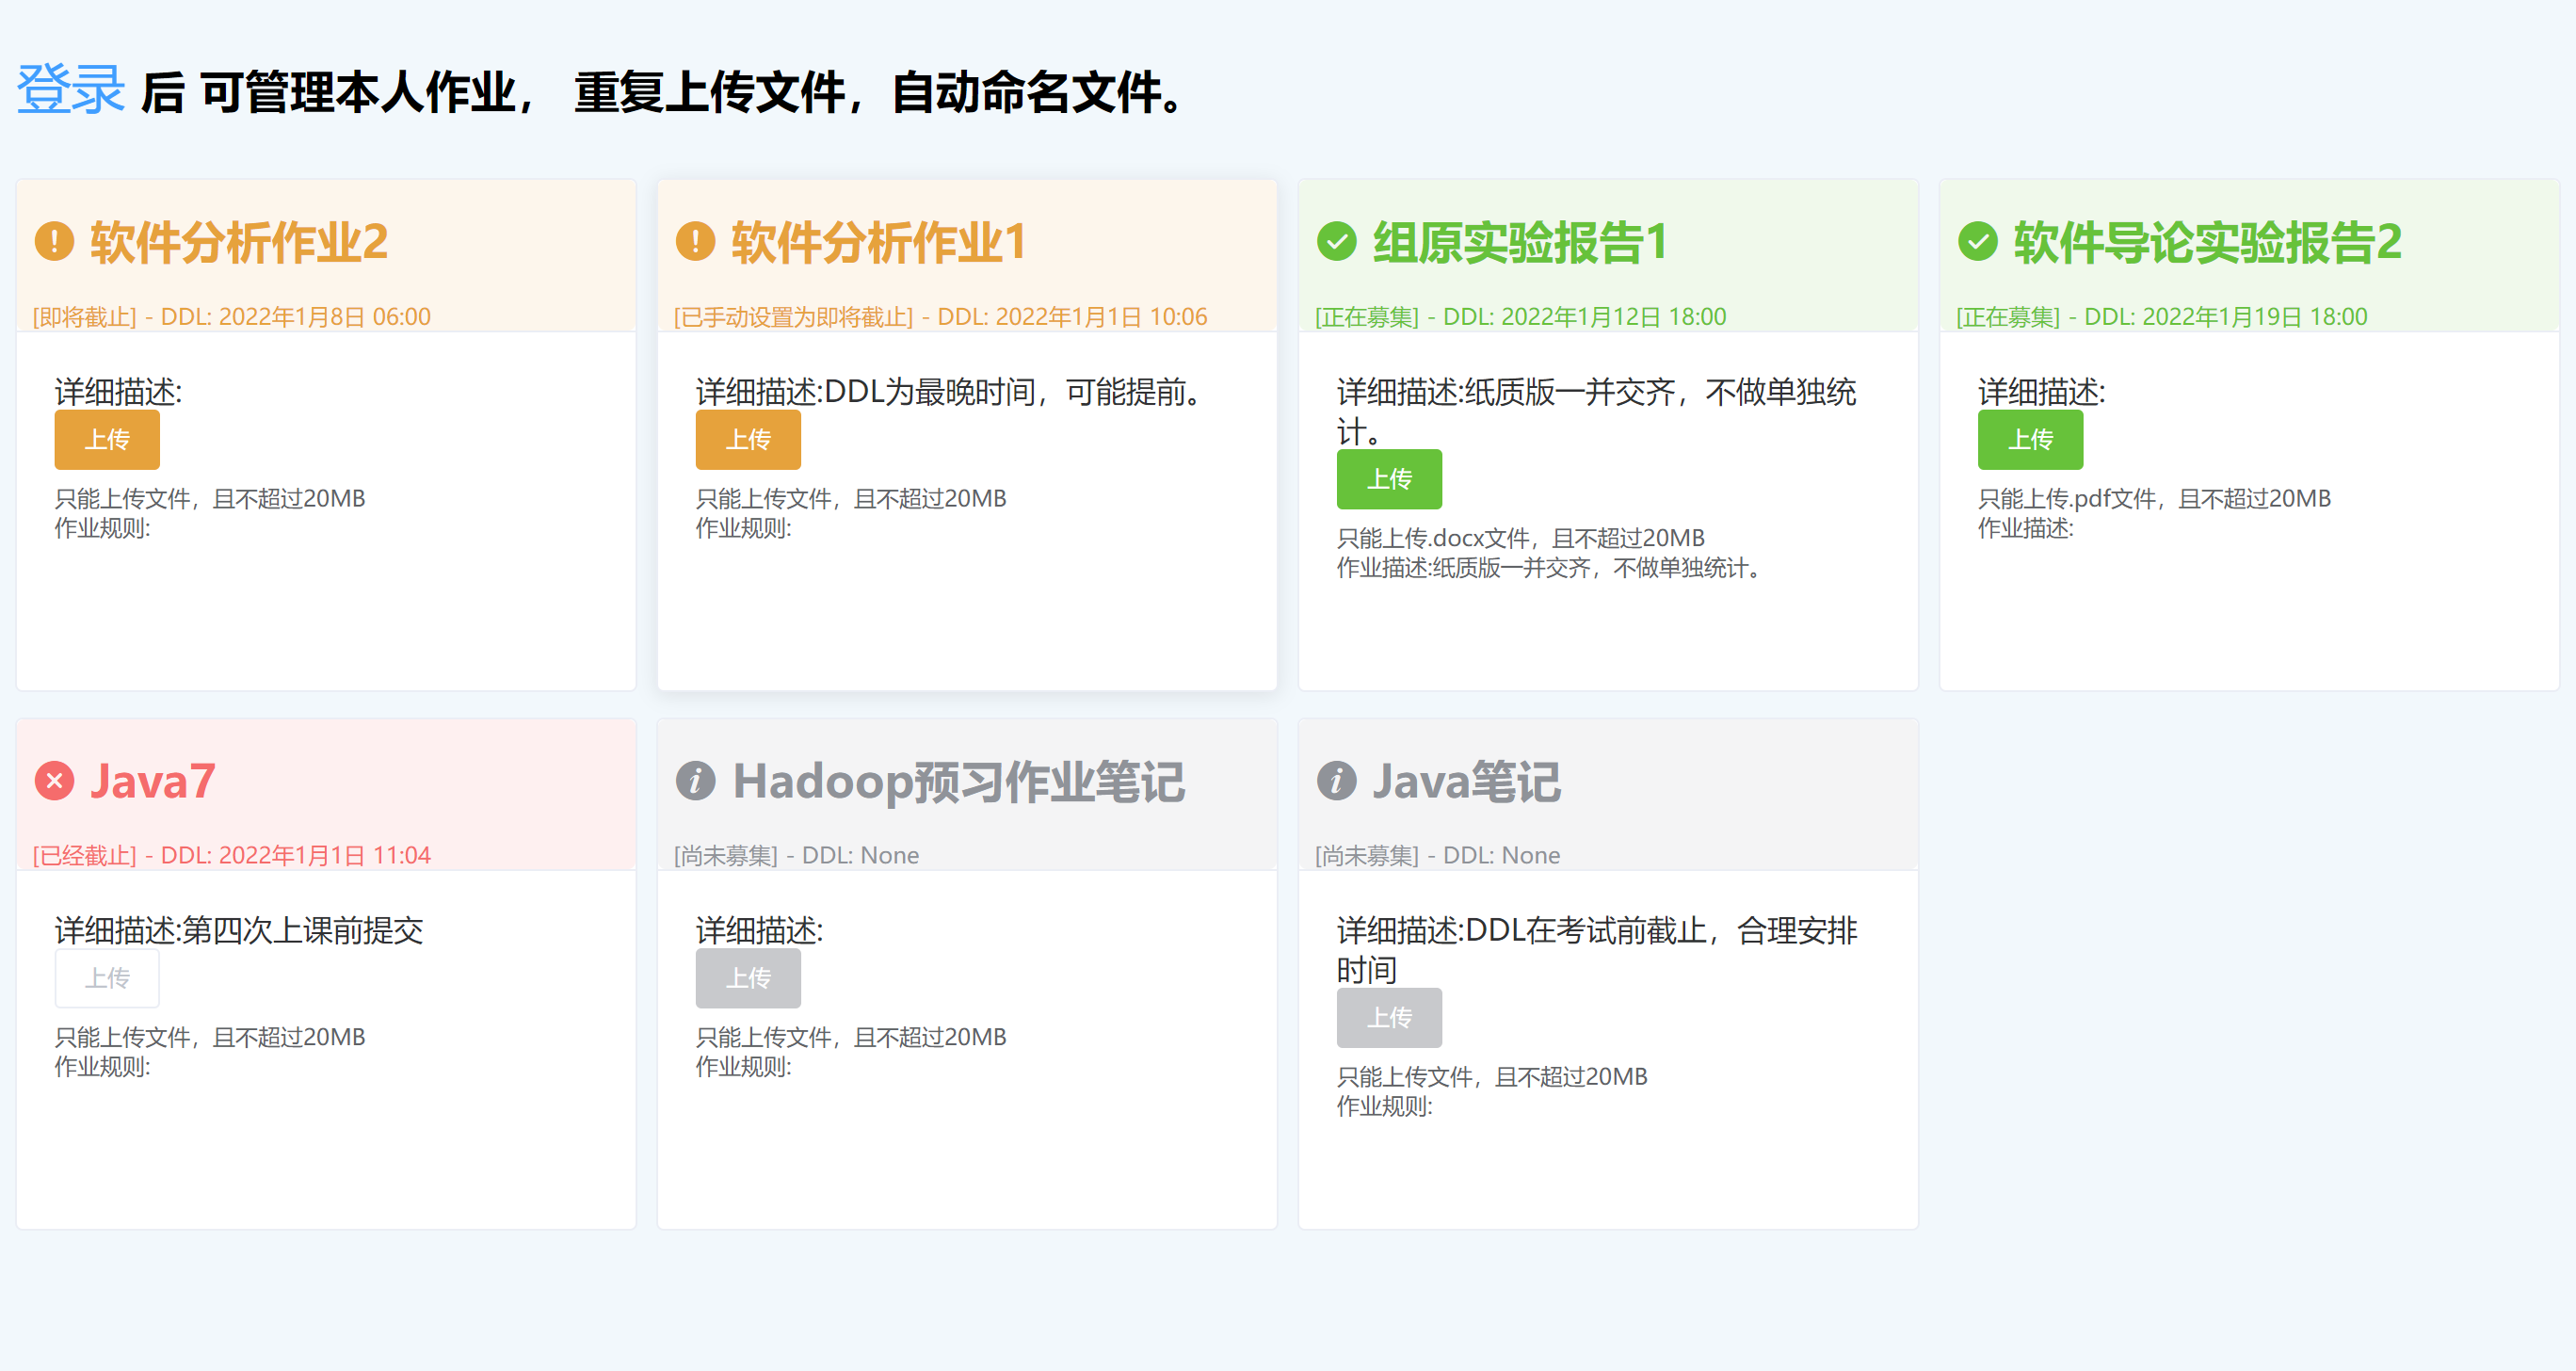 登录 后 可管理本人作业， 重复上传文件，自动命名文件。
软件分析作业2
[即将截止] - DDL: 2022年1月8日 06:00
详细描述:
上传
只能上传文件，且不超过20MB
作业规则:
软件分析作业1
[已手动设置为即将截止] - DDL: 2022年1月1日 10:06
详细描述:DDL为最晚时间，可能提前。
上传
只能上传文件，且不超过20MB
作业规则:
组原实验报告1
[正在募集] - DDL: 2022年1月12日 18:00
详细描述:纸质版一并交齐，不做单独统
计。
上传
只能上传.docx文件，且不超过20MB
作业描述:纸质版一并交齐，不做单独统计。
软件导论实验报告2
[正在募集] - DDL: 2022年1月19日 18:00
详细描述:
上传
只能上传.pdf文件，且不超过20MB
作业描述:
Java7
[已经截止] - DDL: 2022年1月1日 11:04
详细描述:第四次上课前提交
上传
只能上传文件，且不超过20MB
作业规则:
Hadoop预习作业笔记
[尚未募集] - DDL: None
详细描述:
上传
只能上传文件，且不超过20MB
作业规则:
Java笔记
[尚未募集] - DDL: None
详细描述:DDL在考试前截止，合理安排
时间
上传
只能上传文件，且不超过20MB
作业规则: